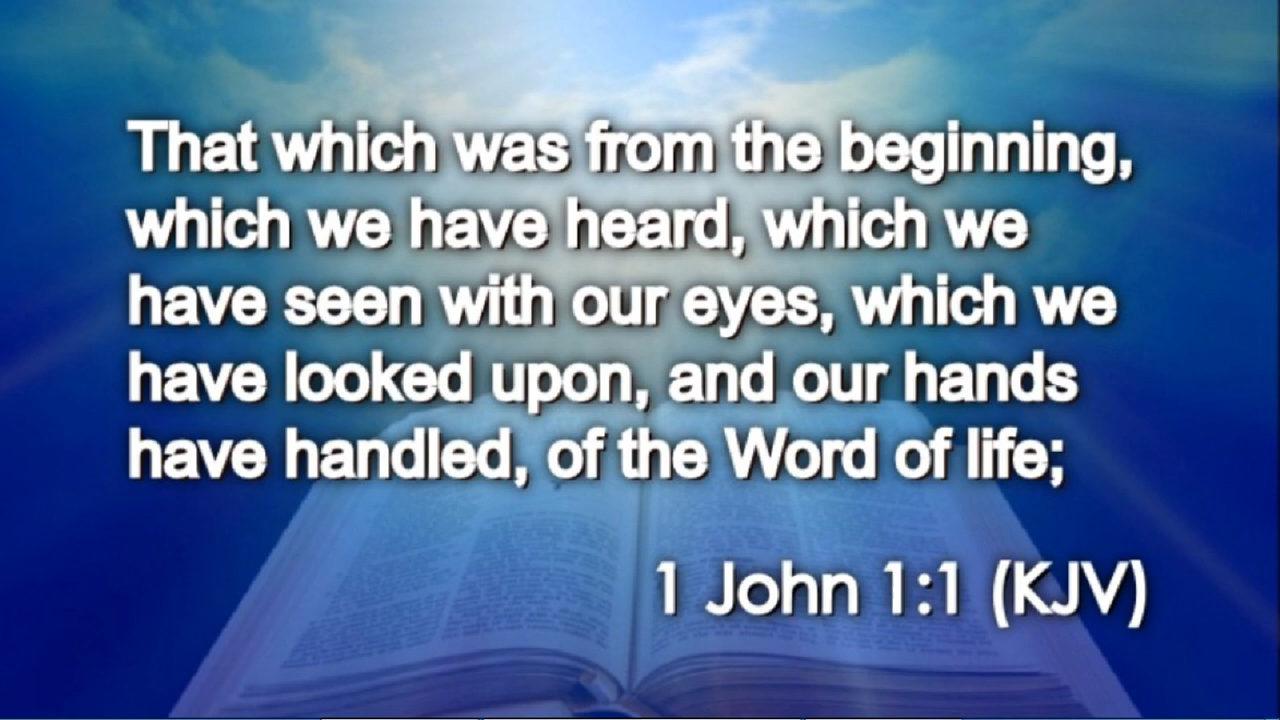 That which was from the beginning,
which we have heard, which we
have seen with our eyes, which we
have looked upon, and our hands
have handled, of the Word of life;
1 John 1:1 (KJV)